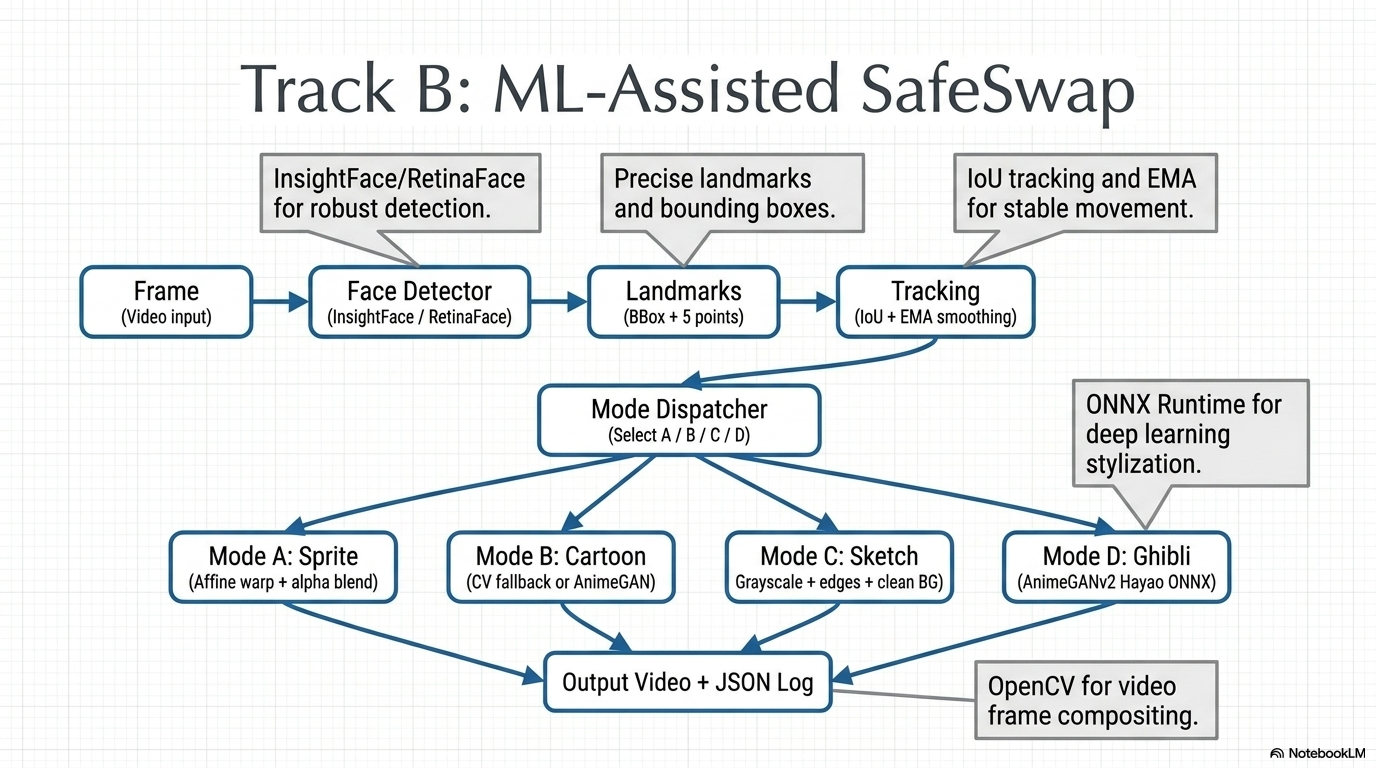 Track B: ML-Assisted SafeSwap
InsightFace/RetinaFace
for robust detection.
Precise landmarks
and bounding boxes.
IoU tracking and EMA
for stable movement.
Frame
(Video input)
Face Detector
(InsightFace / RetinaFace)
Landmarks
(BBox + 5 points)
Tracking
(IoU + EMA smoothing)
Mode Dispatcher
(Select A / B / C / D)
ONNX Runtime for
deep learning
stylization.
Mode A: Sprite
(Affine warp + alpha blend)
Mode B: Cartoon
(CV fallback or AnimeGAN)
Mode C: Sketch
Grayscale + edges + clean BG)
Mode D: Ghibli
(AnimeGANv2 Hayao ONNX)
Output Video + JSON Log
OpenCV for video
frame compositing.
NotebookLM